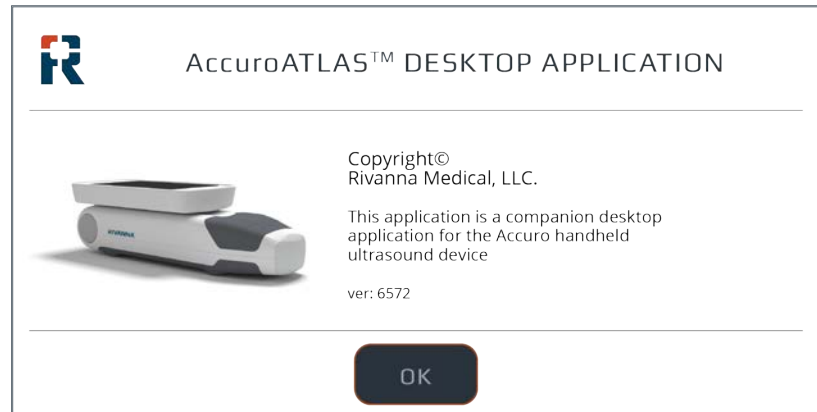 AccuroATLAS™ DESKTOP APPLICATION
Copyright©
Rivanna Medical, LLC.
This application is a companion desktop
application for the Accuro handheld
ultrasound device
RIVANNA
ver: 6572
OK